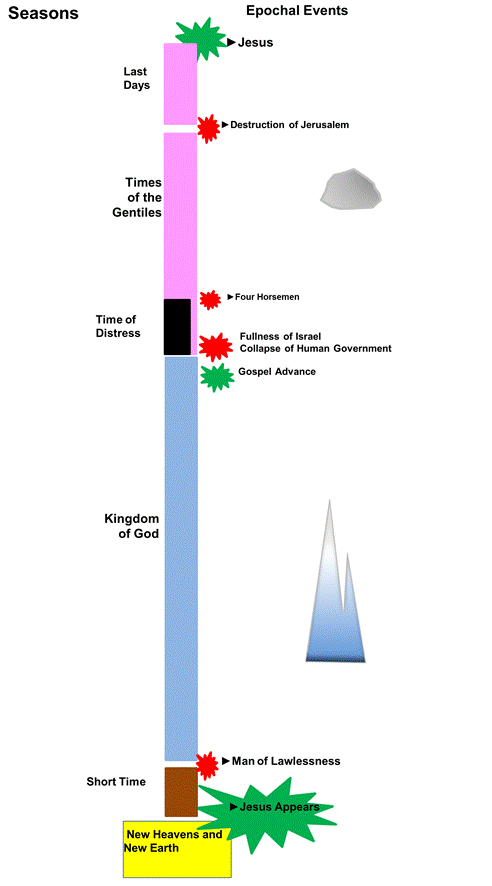 Seasons
Epochal Events
Jesus
Last
Days
Destruction of Jerusalem
Times
of the
Gentiles
Four Horsemen
Time of
Distress
Fullness of Israel
Collapse of Human Government
Gospel Advance
Kingdom
of God
Man of Lawlessness
Short Time
Jesus Appears
New Heavens and
New Earth